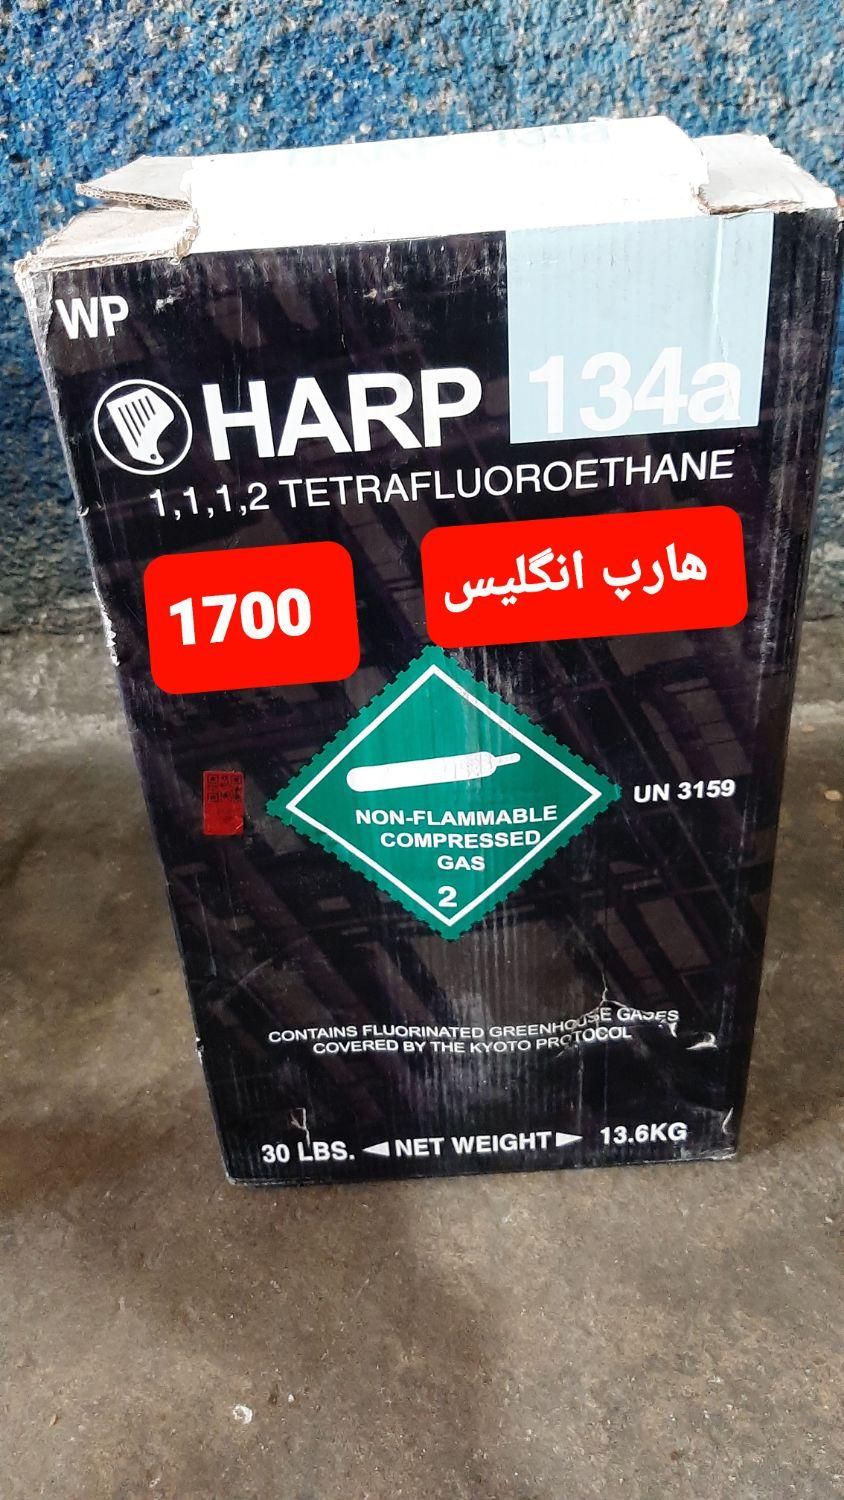 WP
HARP 134a
1,1,1,2 TETRAFLUOROETHANE
هارپ انگلیس
1700
NON-FLAMMABLE
COMPRESSED
GAS
2
UN 3159
CONTAINS FLUORINATED GREENHOUSE GASES
COVERED BY THE KYOTO PROTOCOL
30 LBS. ◄NET WEIGHT► 13.6KG